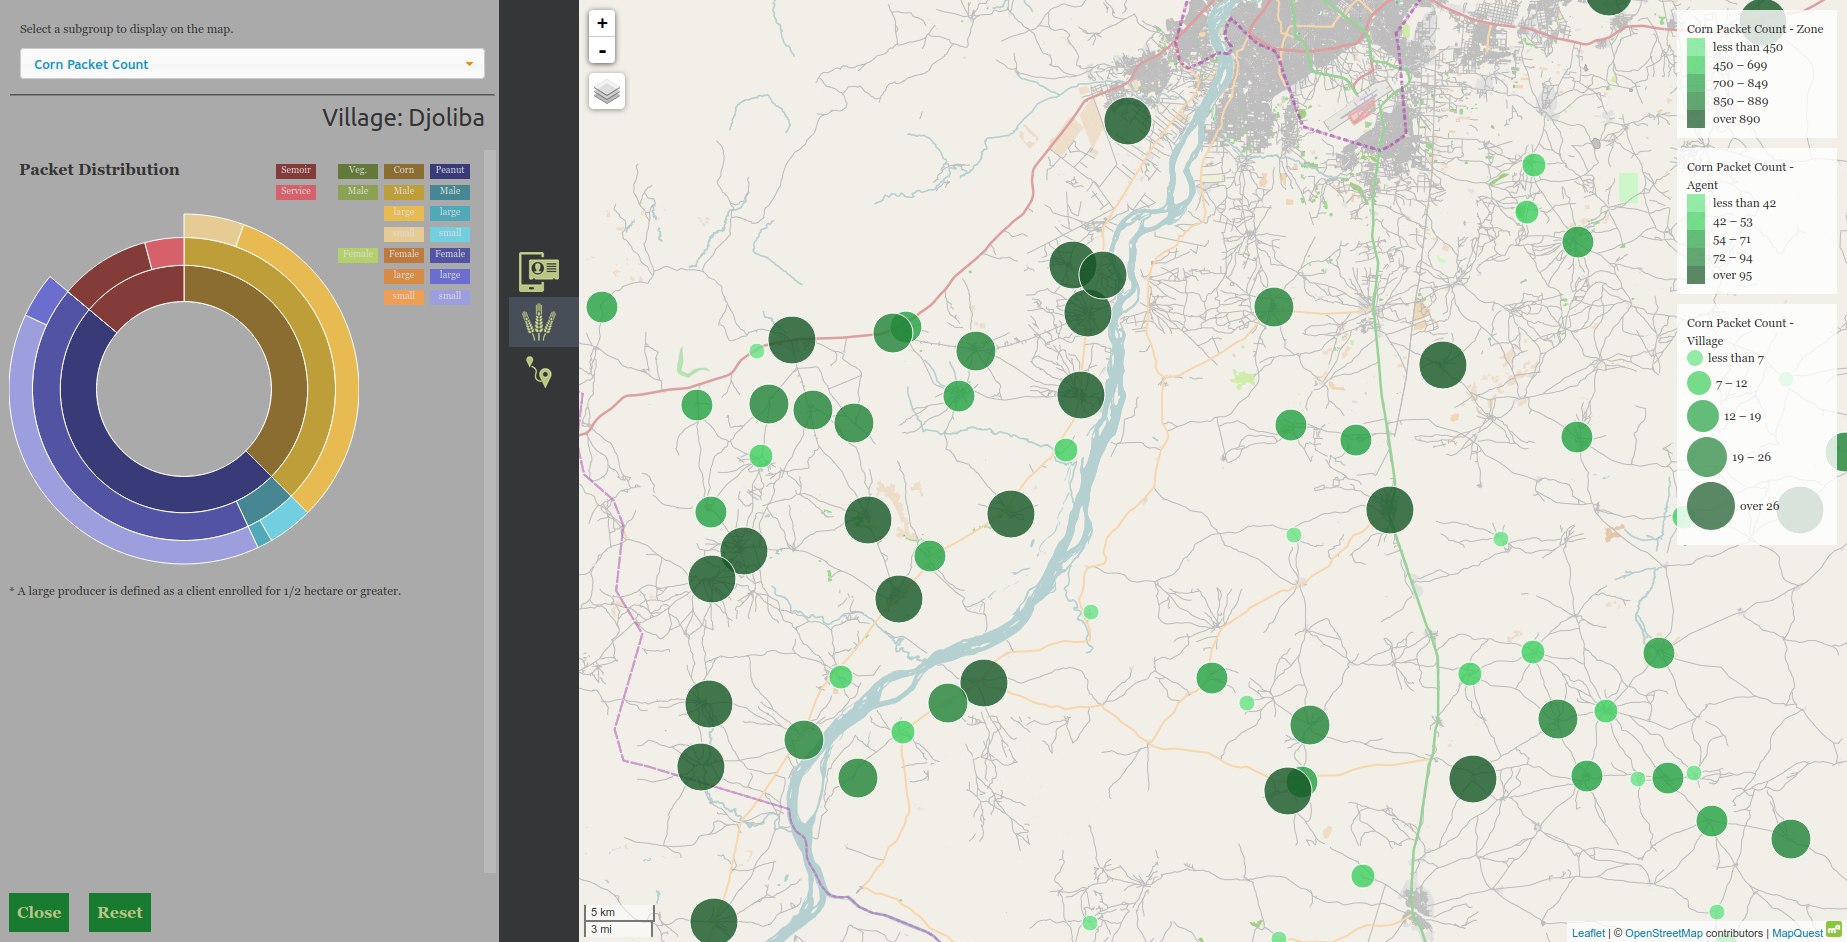 Select a subgroup to display on the map.
Corn Packet Count
Village: Djoliba
Packet Distribution
Semoir Veg. Corn Peanut
Service Male Male Male
large large
small small
Female Female Female
large large
small small
* A large producer is defined as a client enrolled for 1/2 hectare or greater.
Close Reset
+
-
Corn Packet Count - Zone
less than 450
450 – 699
700 – 849
850 – 889
over 890
Corn Packet Count -
Agent
less than 42
42 – 53
54 – 71
72 – 94
over 95
Corn Packet Count -
Village
less than 7
7 – 12
12 – 19
19 – 26
over 26
5 km
3 mi
Leaflet | © OpenStreetMap contributors | MapQuest